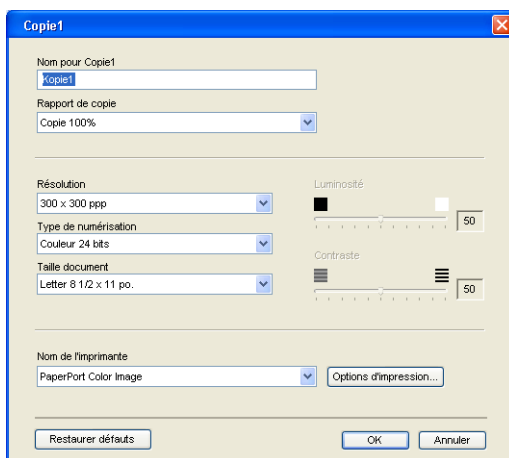 Copie1
Nom pour Copie1
Kopie1
Rapport de copie
Copie 100%
Résolution
300 x 300 ppp
Type de numérisation
Couleur 24 bits
Taille document
Letter 8 1/2 x 11 po.
Luminosité
50
Contraste
50
Nom de l'imprimante
PaperPort Color Image
Options d'impression...
Restaurer défauts
OK
Annuler